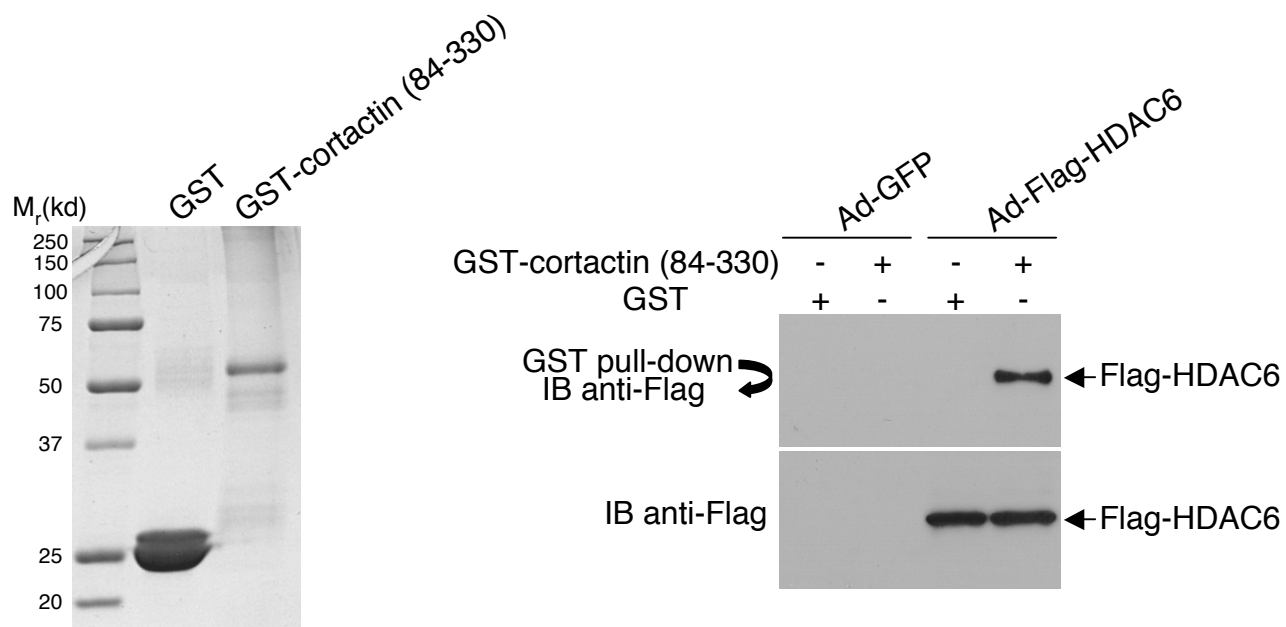 GST
GST-cortactin (84-330)
Mr(kd)
250
150
100
75
50
37
25
20
Ad-GFP
Ad-Flag-HDAC6
GST-cortactin (84-330) - + - +
GST + - + -
GST pull-down
IB anti-Flag
Flag-HDAC6
IB anti-Flag
Flag-HDAC6